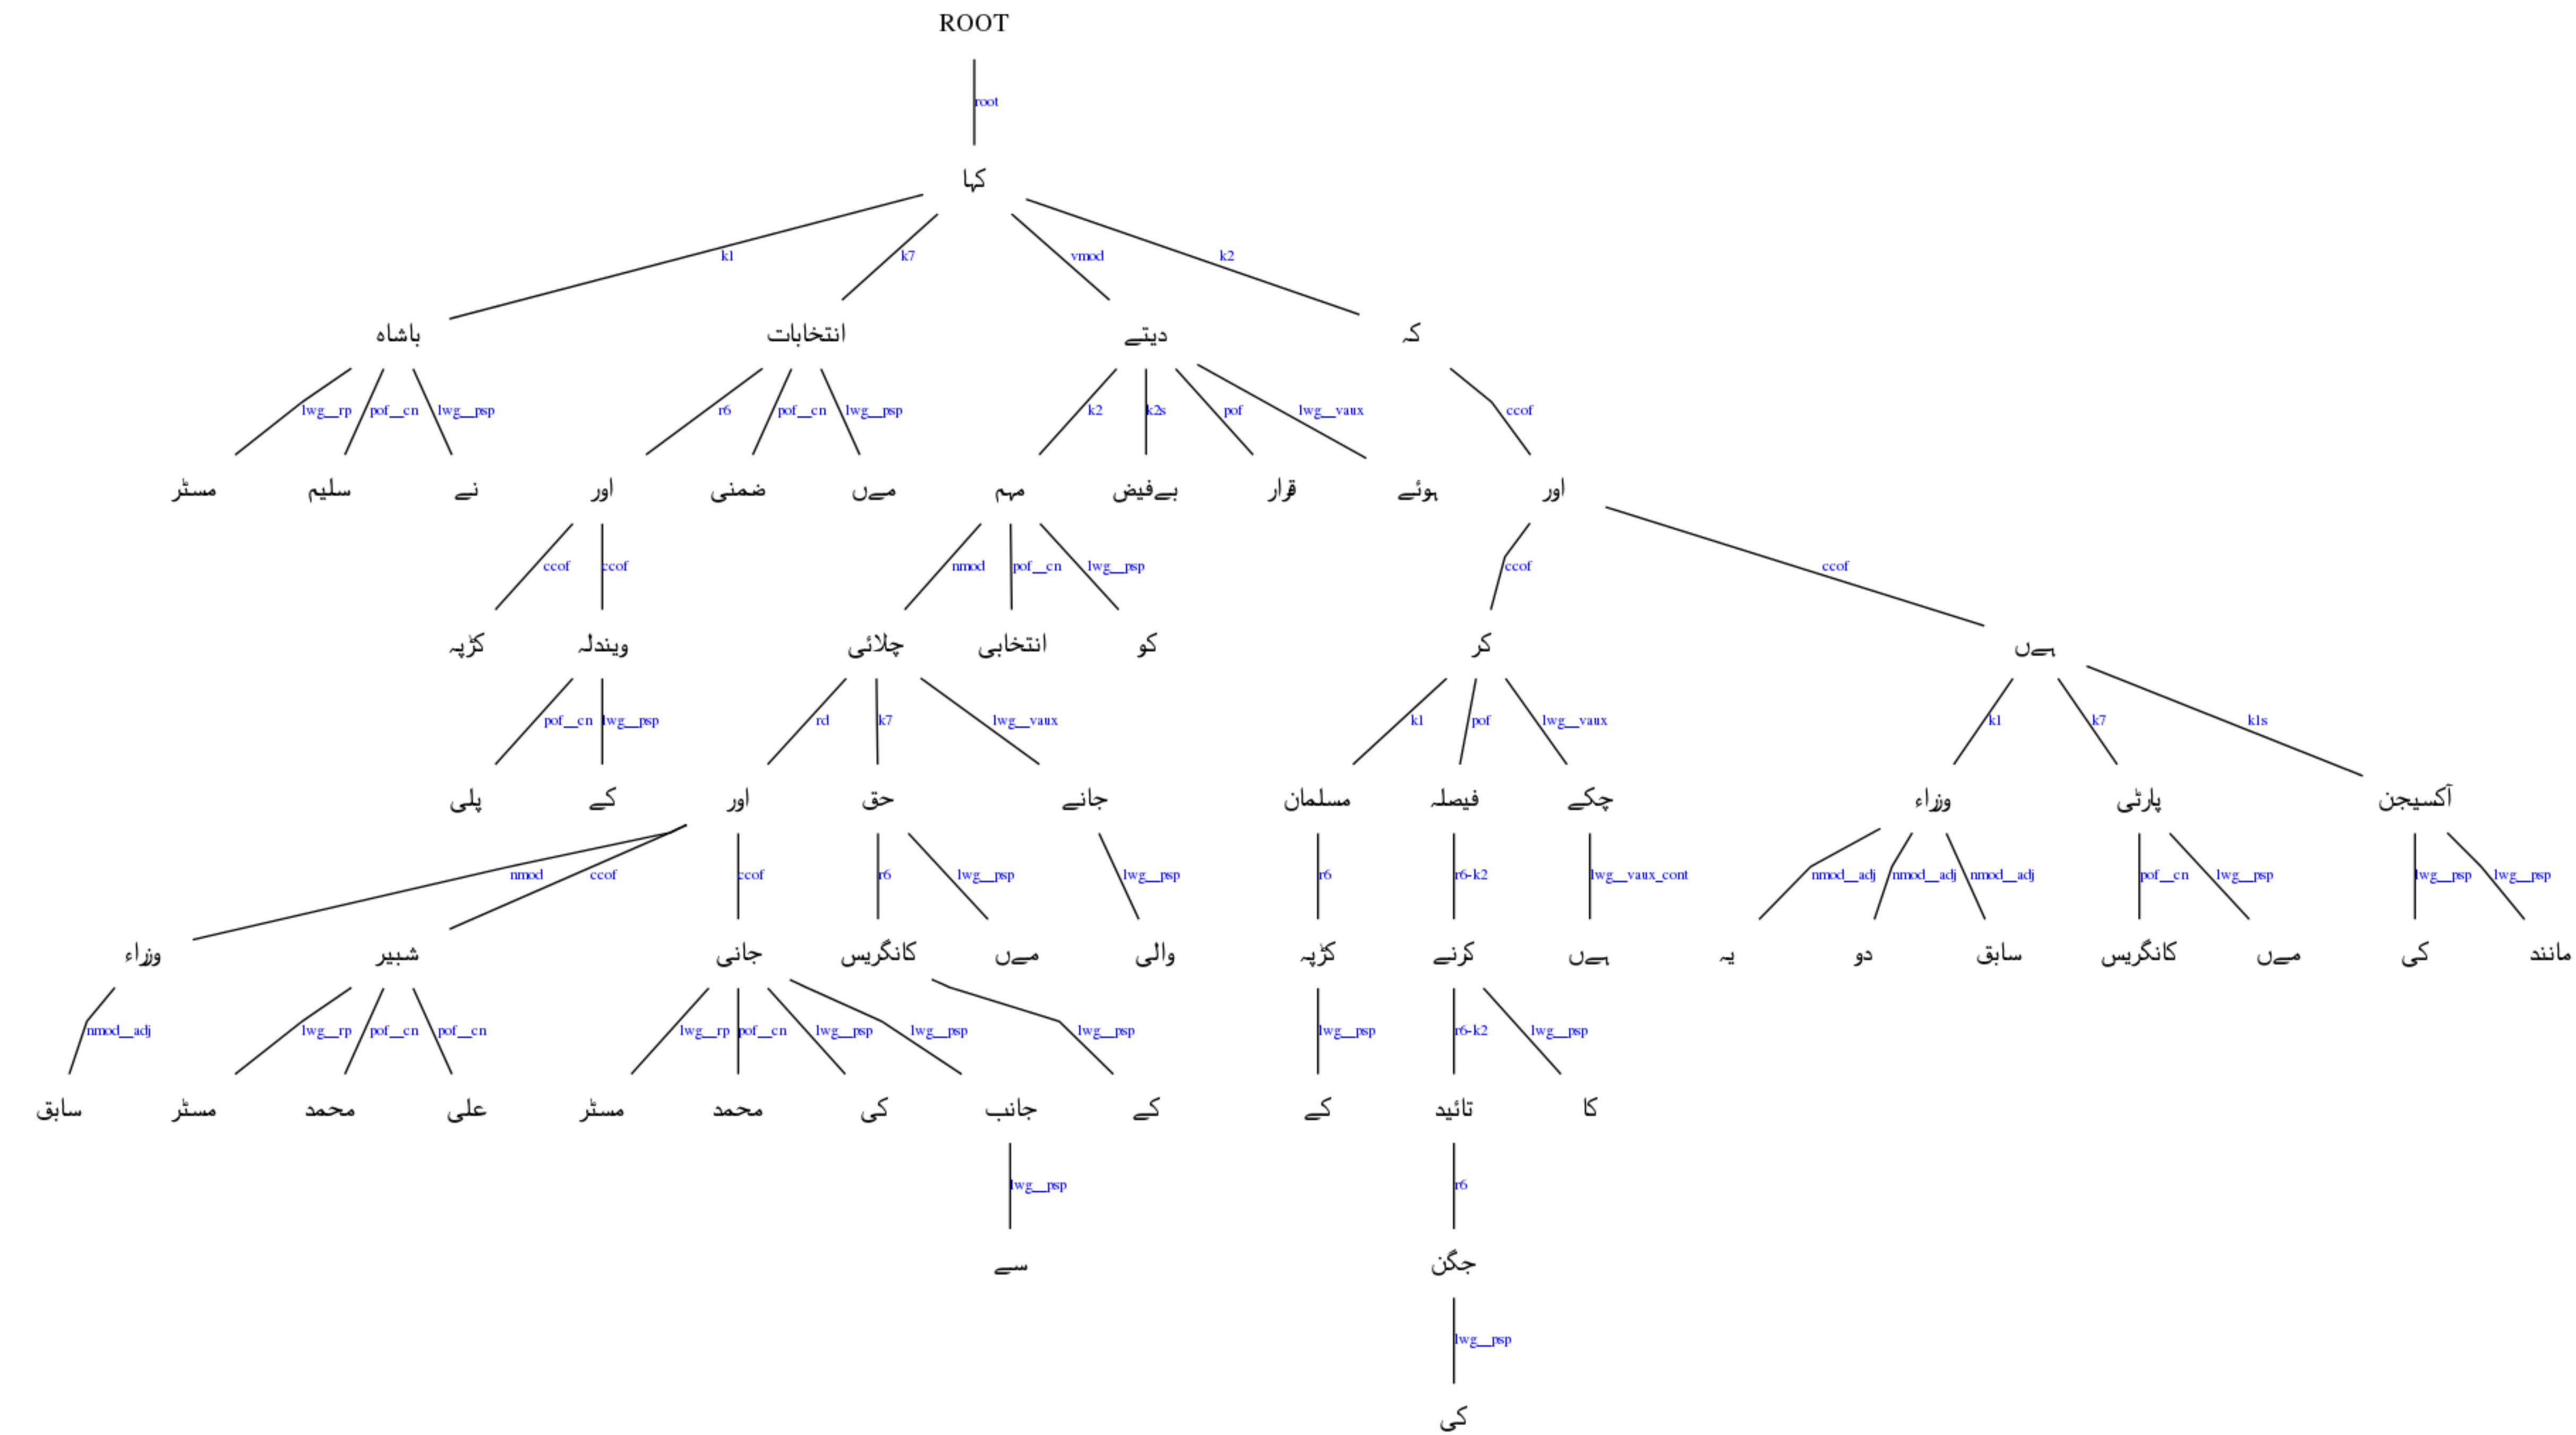 ROOT
root
کہا
k1 k7 vmod k2
باشاہ انتخابات دیتے کہ
lwg__rp pof__cn lwg__psp r6 pof__cn lwg__psp k2 k2s pof lwg__vaux ccof
مسٹر سلیم نے اور ضمنی مےں مہم بےفیض قرار ہوئے اور
ccof ccof nmod pof__cn lwg__psp ccof ccof
کڑپہ ویندلہ چلائی انتخابی کو کر ہےں
pof__cn lwg__psp rd k7 lwg__vaux k1 pof lwg__vaux k1 k7 k1s
پلی کے اور حق جانے مسلمان فیصلہ چکے وزراء پارٹی آکسیجن
nmod ccof ccof r6 lwg__psp lwg__psp r6 r6-k2 lwg__vaux_cont nmod__adj nmod__adj nmod__adj pof__cn lwg__psp lwg__psp lwg__psp
وزراء شبیر جانی کانگریس مےں والی کڑپہ کرنے ہےں یہ دو سابق کانگریس مےں کی مانند
nmod__adj lwg__rp pof__cn pof__cn lwg__rp pof__cn lwg__psp lwg__psp lwg__psp lwg__psp r6-k2 lwg__psp
سابق مسٹر محمد علی مسٹر محمد کی جانب کے کے تائید کا
lwg__psp r6
سے جگن
lwg__psp
کی